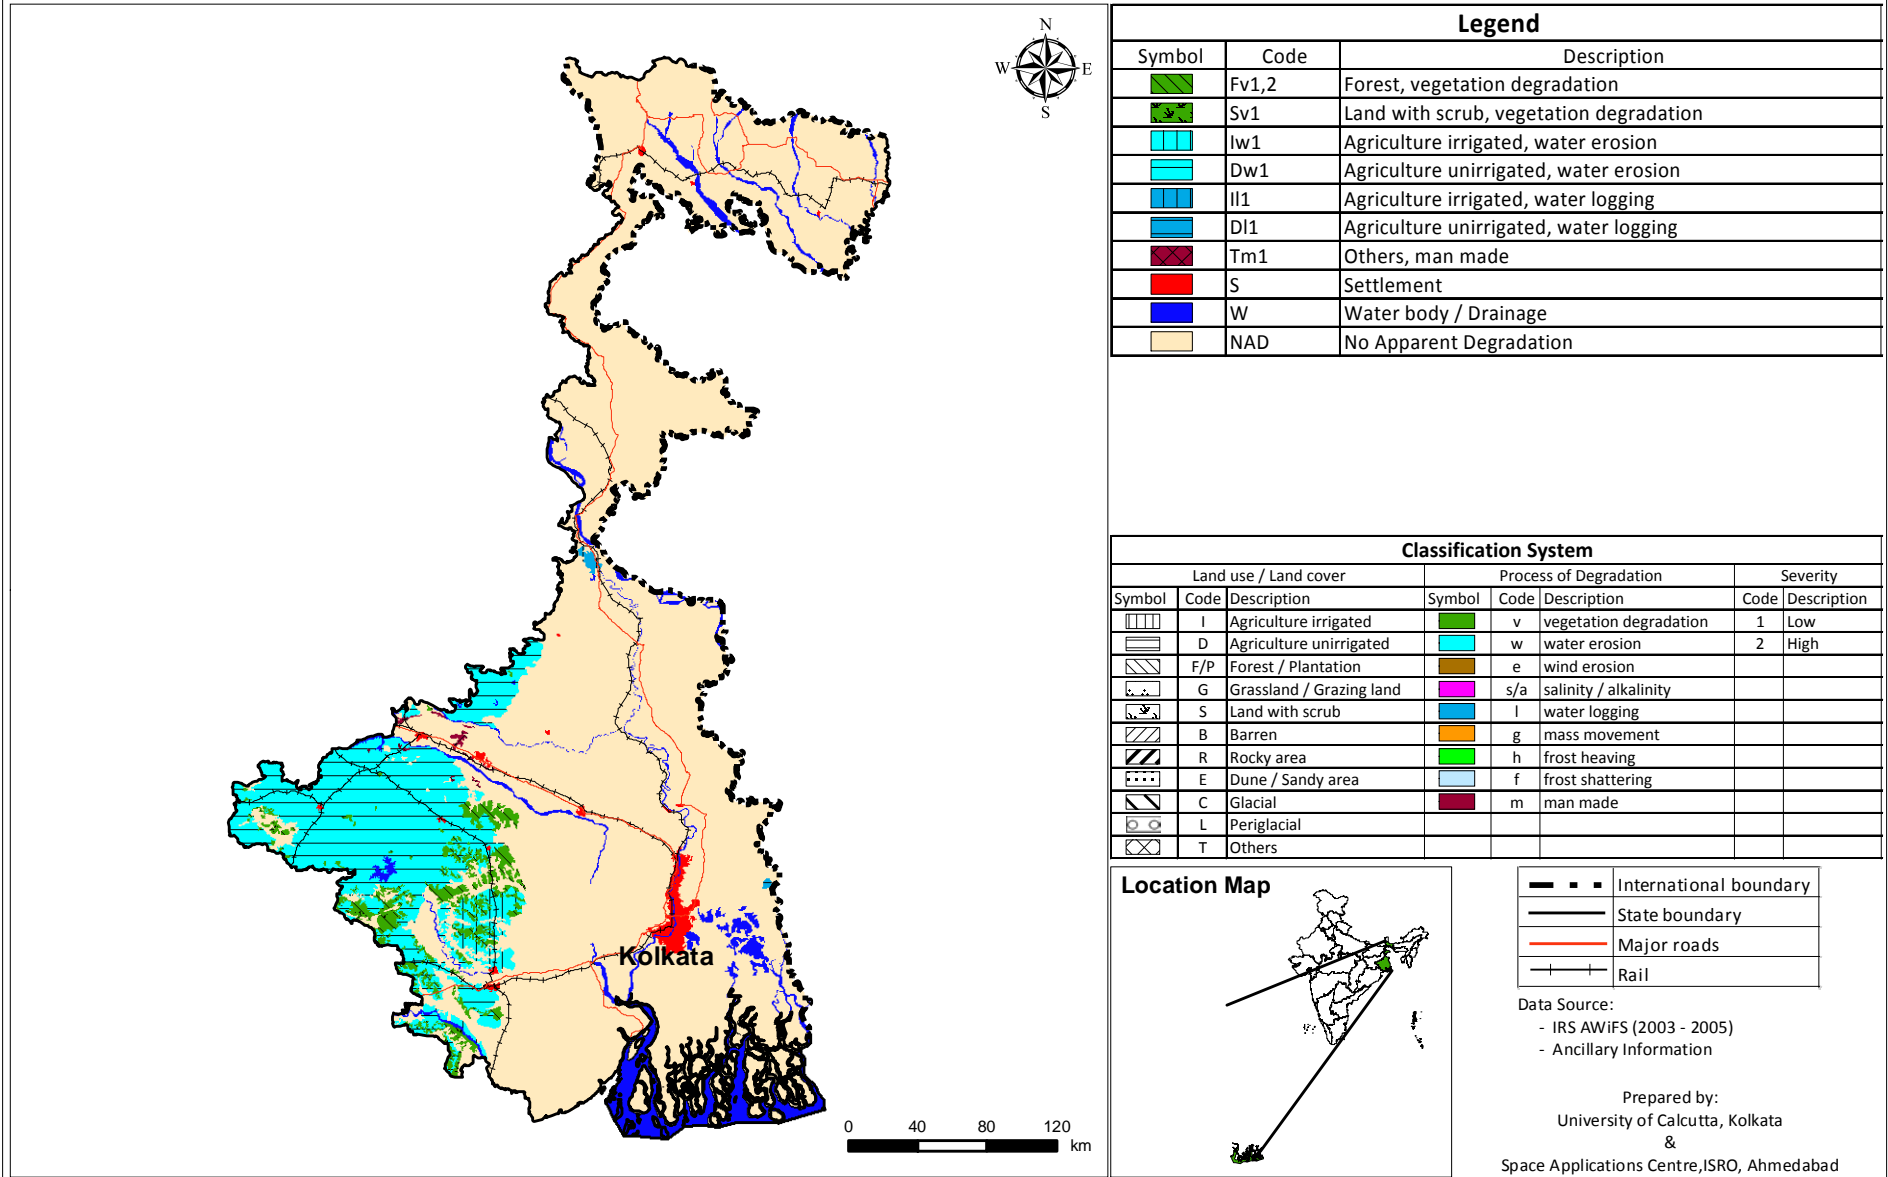 N
W
E
S
Kolkata
0 40 80 120
km
Legend
Symbol Code Description
Fv1,2 Forest, vegetation degradation
Sv1 Land with scrub, vegetation degradation
Iw1 Agriculture irrigated, water erosion
Dw1 Agriculture unirrigated, water erosion
Il1 Agriculture irrigated, water logging
Dl1 Agriculture unirrigated, water logging
Tm1 Others, man made
S Settlement
W Water body / Drainage
NAD No Apparent Degradation
Classification System
Land use / Land cover Process of Degradation Severity
Symbol Code Description Symbol Code Description Code Description
I Agriculture irrigated v vegetation degradation 1 Low
D Agriculture unirrigated w water erosion 2 High
F/P Forest / Plantation e wind erosion
G Grassland / Grazing land s/a salinity / alkalinity
S Land with scrub l water logging
B Barren g mass movement
R Rocky area h frost heaving
E Dune / Sandy area f frost shattering
C Glacial m man made
L Periglacial
T Others
Location Map
International boundary
State boundary
Major roads
Rail
Data Source:
- IRS AWiFS (2003 - 2005)
- Ancillary Information
Prepared by:
University of Calcutta, Kolkata
&
Space Applications Centre,ISRO, Ahmedabad